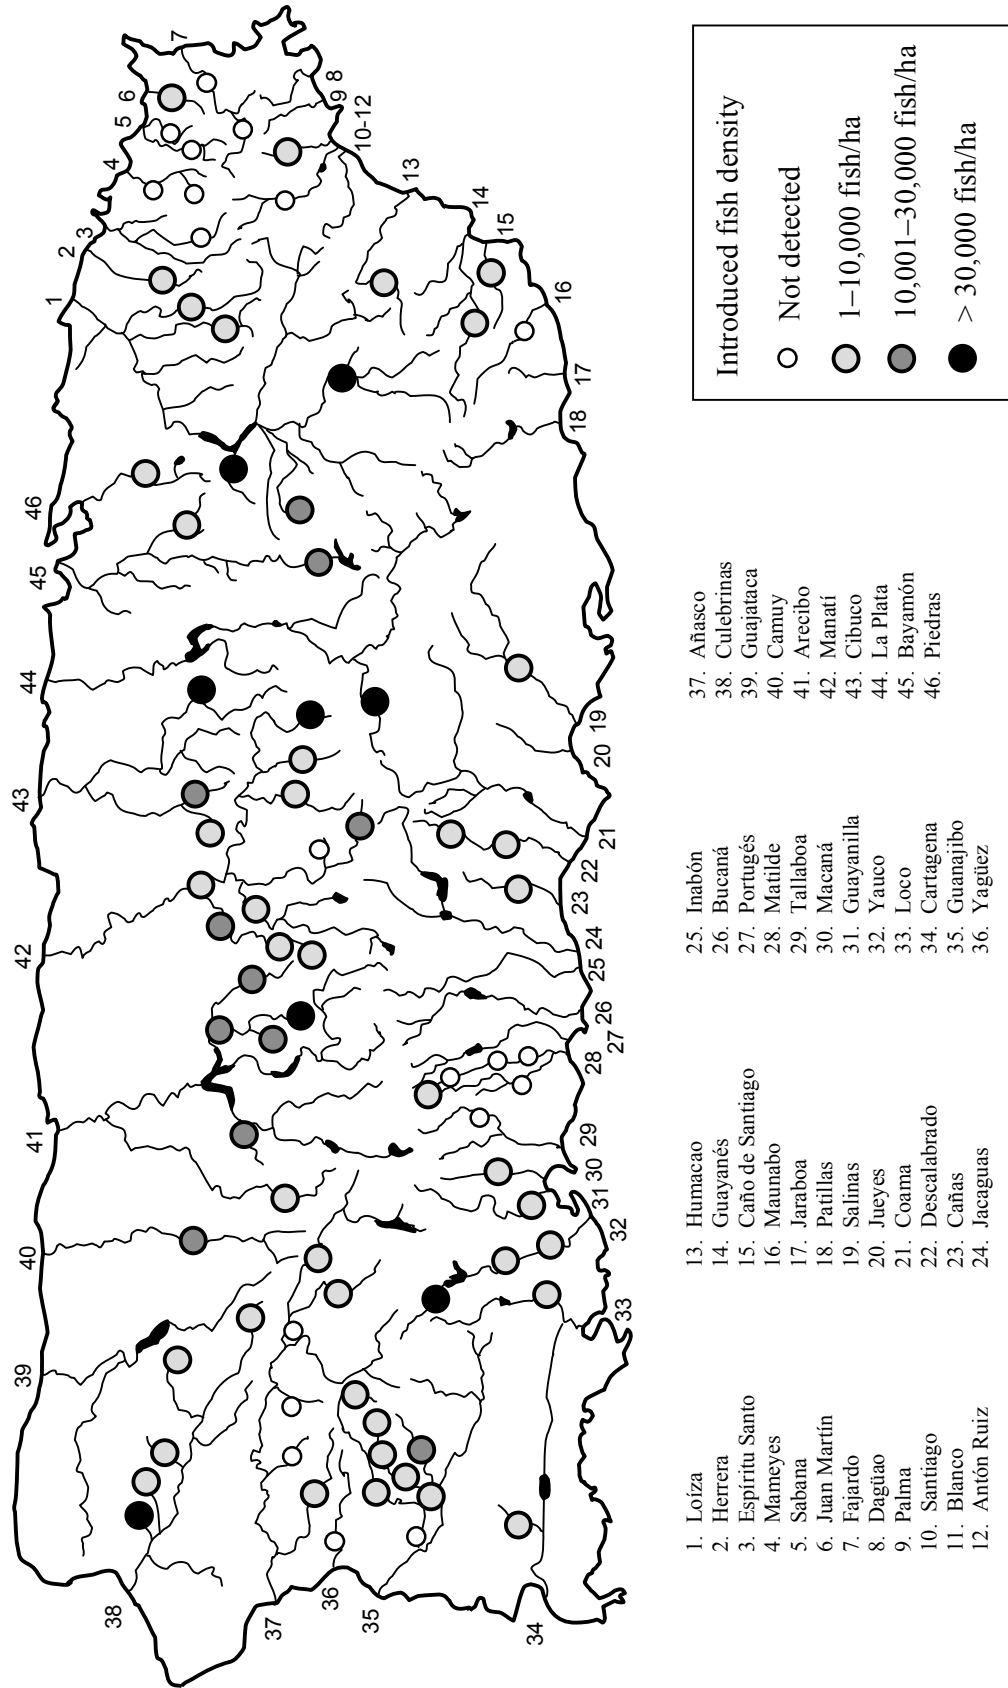 1
2
3
4
5
6
7
8
9
10-12
13
14
15
16
17
18
19
20
21
22
23
24
25
26
27
28
29
30
31
32
33
34
35
36
37
38
39
40
41
42
43
44
45
46
1. Loíza
2. Herrera
3. Espíritu Santo
4. Mameyes
5. Sabana
6. Juan Martín
7. Fajardo
8. Dagüao
9. Palma
10. Santiago
11. Blanco
12. Antón Ruiz
13. Humacao
14. Guayanés
15. Caño de Santiago
16. Maunabo
17. Jaraboa
18. Patillas
19. Salinas
20. Jueyes
21. Coama
22. Descalabrado
23. Cañas
24. Jacaguas
25. Inabón
26. Bucaná
27. Portugés
28. Matilde
29. Tallaboa
30. Macaná
31. Guayanilla
32. Yauco
33. Loco
34. Cartagena
35. Guanajibo
36. Yagüez
37. Añasco
38. Culebrinas
39. Guajataca
40. Camuy
41. Arecibo
42. Manatí
43. Cibuco
44. La Plata
45. Bayamón
46. Piedras
Introduced fish density
Not detected
1–10,000 fish/ha
10,001–30,000 fish/ha
> 30,000 fish/ha